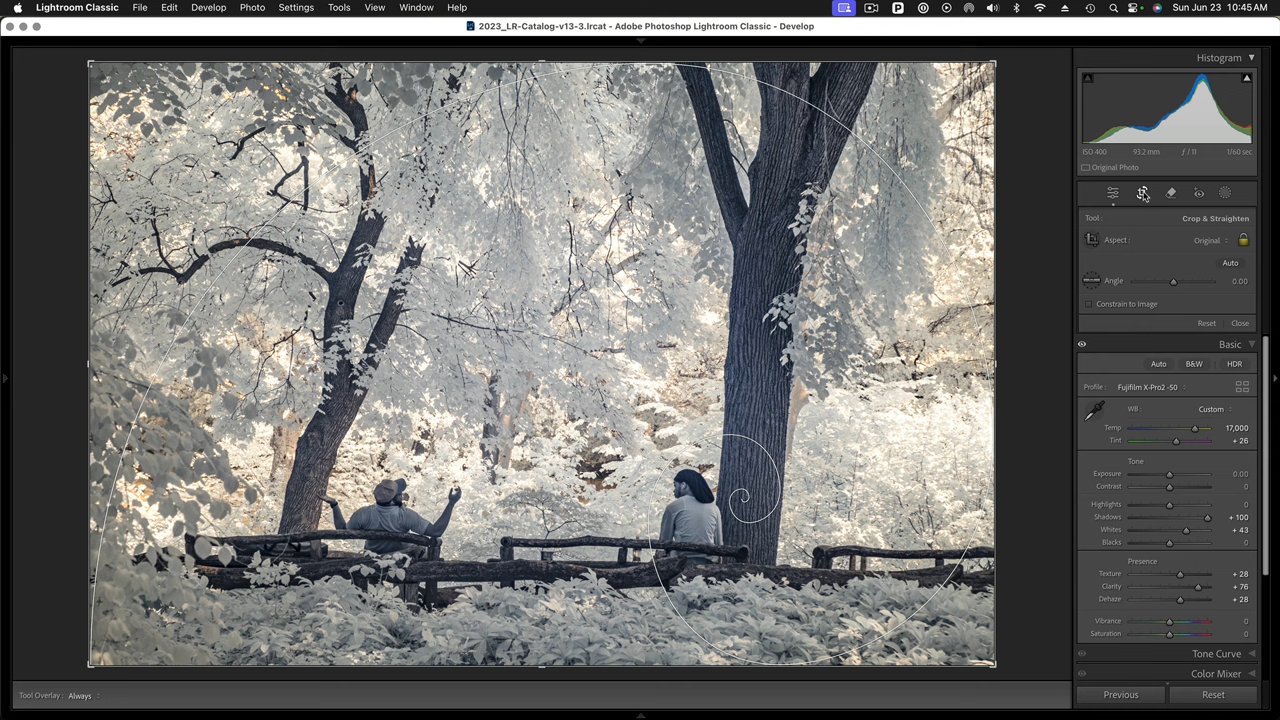 Lightroom Classic File Edit Develop Photo Settings Tools View Window Help Sun Jun 23 10:45 AM
2023_LR-Catalog-v13-3.lrcat - Adobe Photoshop Lightroom Classic - Develop
Histogram
ISO 400 93.2 mm ƒ / 11 1/60 sec
Original Photo
Tool : Crop & Straighten
Aspect : Original
Auto
Angle 0.00
Constrain to Image
Reset Close
Basic
Auto B&W HDR
Profile : Fujifilm X-Pro2 -50
WB : Custom
Temp 17,000
Tint + 26
Tone
Exposure 0.00
Contrast 0
Highlights 0
Shadows + 100
Whites + 43
Blacks 0
Presence
Texture + 28
Clarity + 76
Dehaze + 28
Vibrance 0
Saturation 0
Tone Curve
Color Mixer
Tool Overlay : Always
Previous Reset